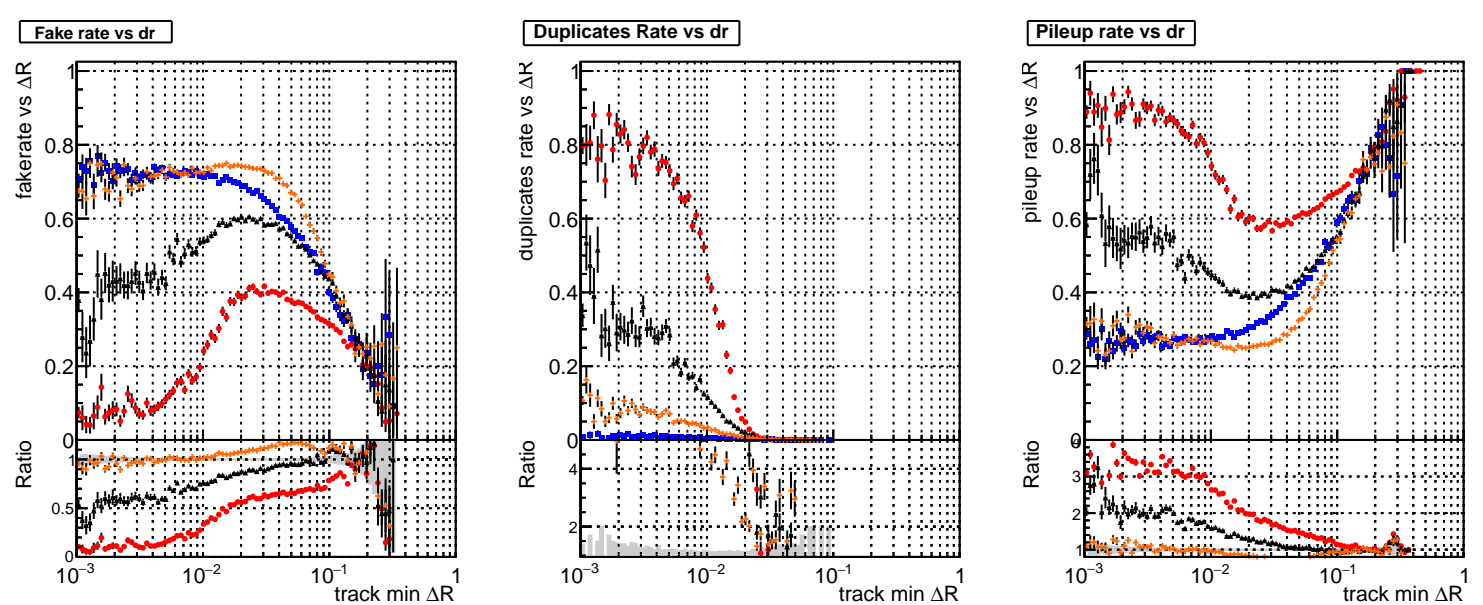 Fake rate vs dr
fakerate vs ΔR
1
0.8
0.6
0.4
0.2
0
Ratio
1
0.5
0
10⁻³ 10⁻² 10⁻¹ 1
track min ΔR
Duplicates Rate vs dr
duplicates rate vs ΔR
1
0.8
0.6
0.4
0.2
0
Ratio
4
2
10⁻³ 10⁻² 10⁻¹ 1
track min ΔR
Pileup rate vs dr
pileup rate vs ΔR
1
0.8
0.6
0.4
0.2
0
Ratio
3
2
1
10⁻³ 10⁻² 10⁻¹ 1
track min ΔR